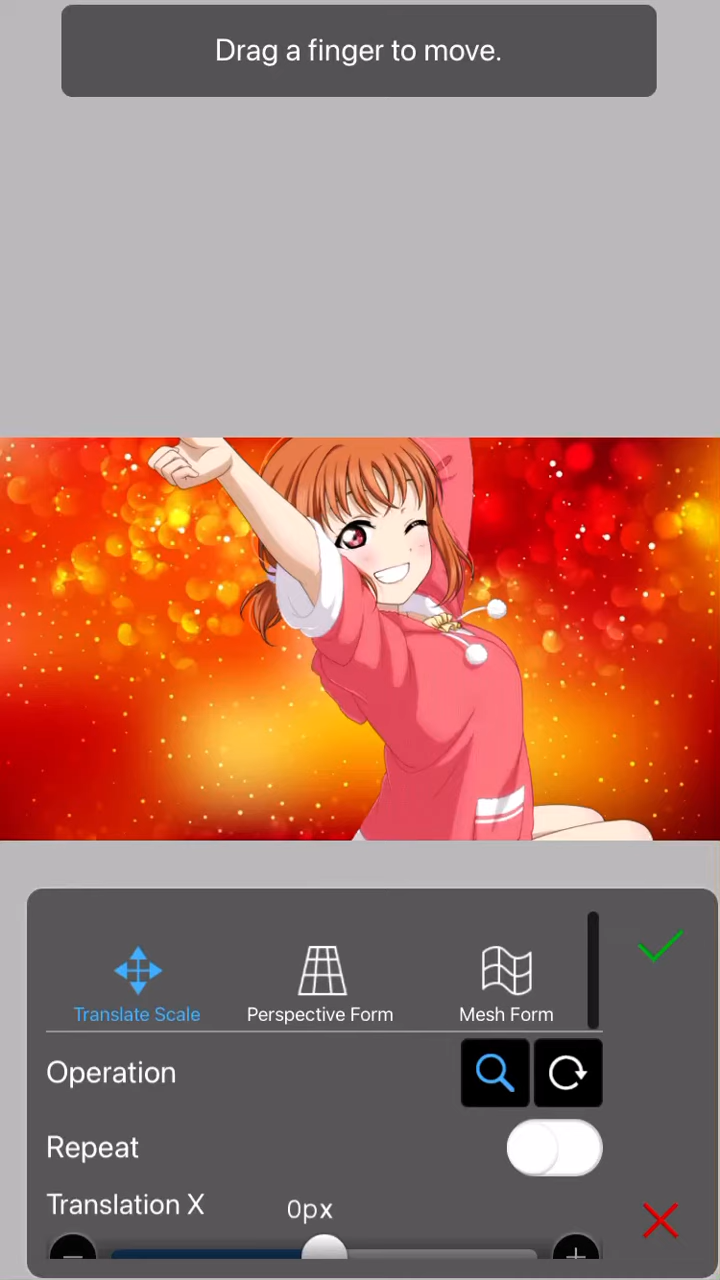 Drag a finger to move.
Translate Scale
Perspective Form
Mesh Form
Operation
Repeat
Translation X
0px